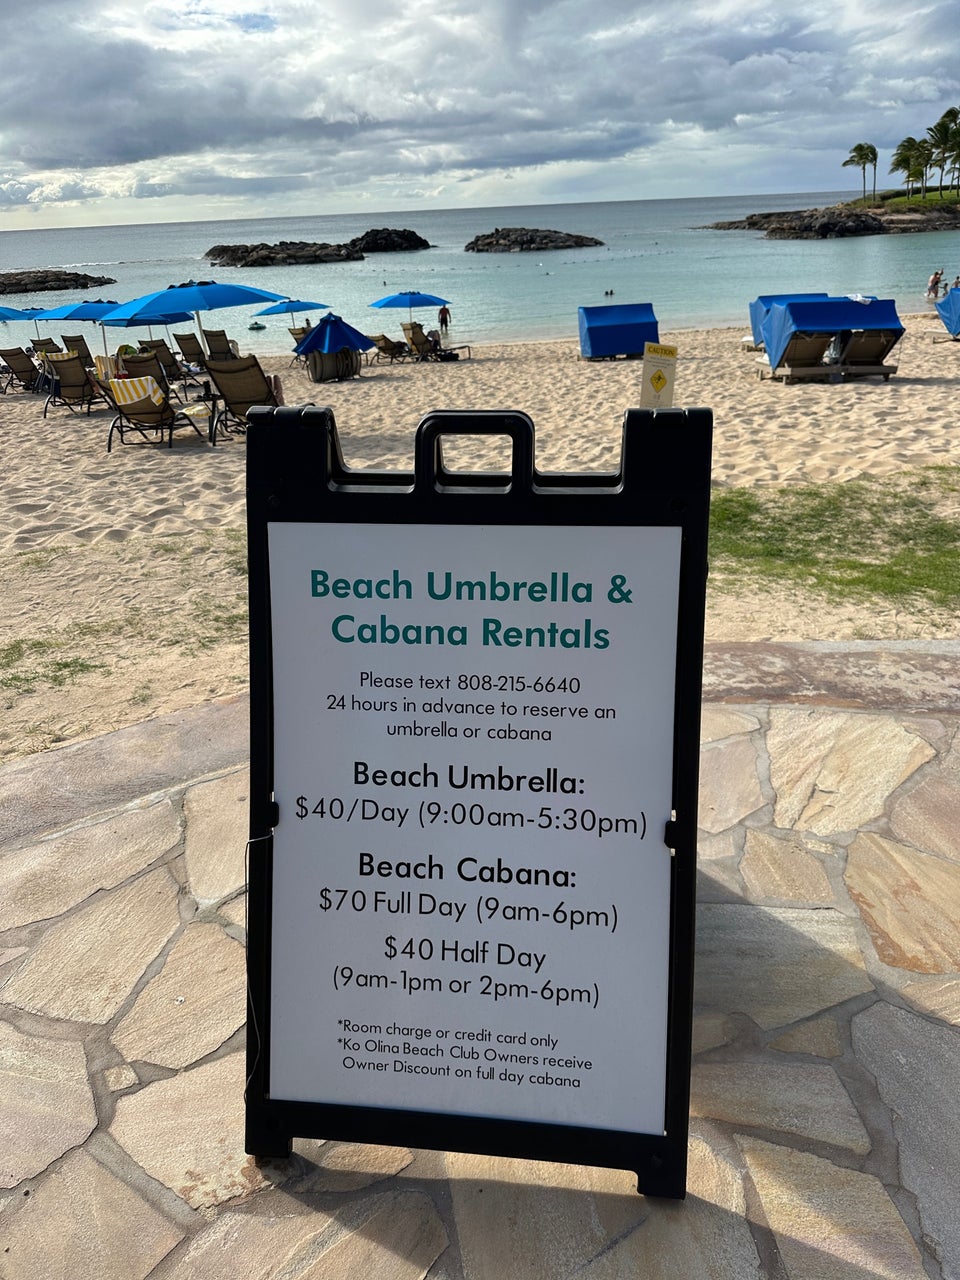 CAUTION
Beach Umbrella &
Cabana Rentals
Please text 808-215-6640
24 hours in advance to reserve an
umbrella or cabana
Beach Umbrella:
$40/Day (9:00am-5:30pm)
Beach Cabana:
$70 Full Day (9am-6pm)
$40 Half Day
(9am-1pm or 2pm-6pm)
*Room charge or credit card only
*Ko Olina Beach Club Owners receive
Owner Discount on full day cabana